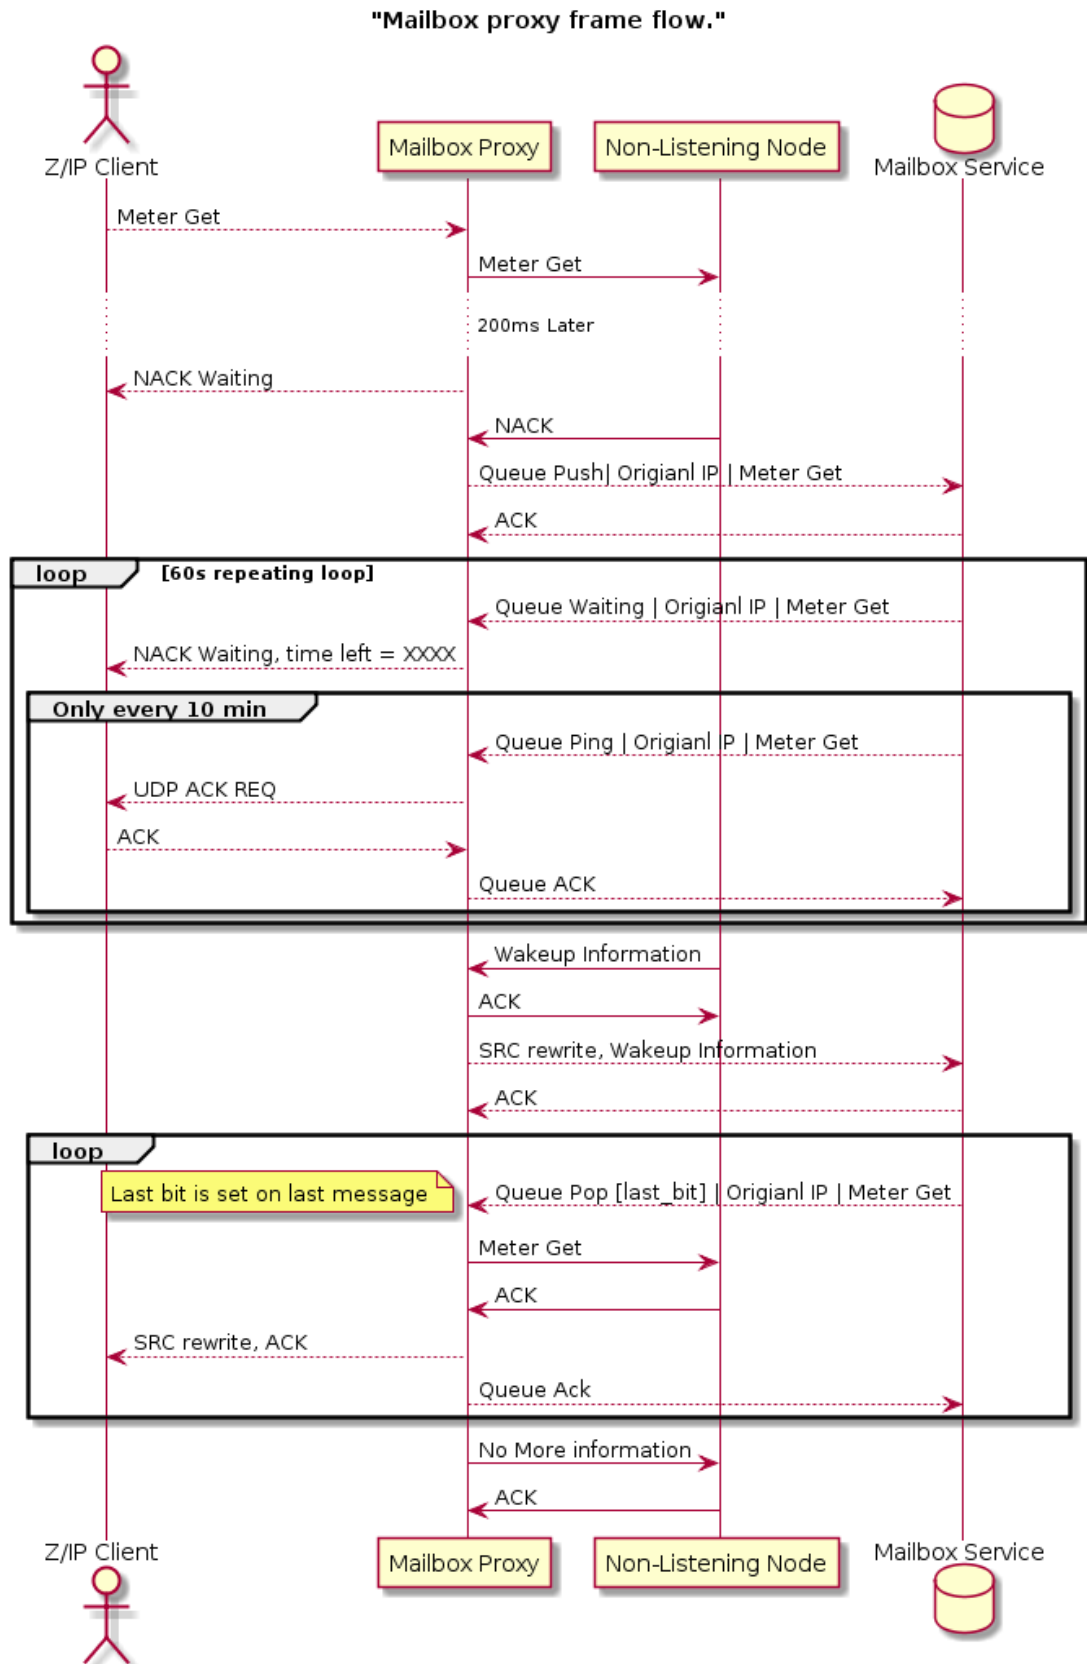 "Mailbox proxy frame flow."
Z/IP Client
Mailbox Proxy
Non-Listening Node
Mailbox Service
Meter Get
Meter Get
200ms Later
NACK Waiting
NACK
Queue Push| Origianl IP | Meter Get
ACK
loop
[60s repeating loop]
Queue Waiting | Origianl IP | Meter Get
NACK Waiting, time left = XXXX
Only every 10 min
Queue Ping | Origianl IP | Meter Get
UDP ACK REQ
ACK
Queue ACK
Wakeup Information
ACK
SRC rewrite, Wakeup Information
ACK
loop
Last bit is set on last message
Queue Pop [last_bit] | Origianl IP | Meter Get
Meter Get
ACK
SRC rewrite, ACK
Queue Ack
No More information
ACK
Z/IP Client
Mailbox Proxy
Non-Listening Node
Mailbox Service